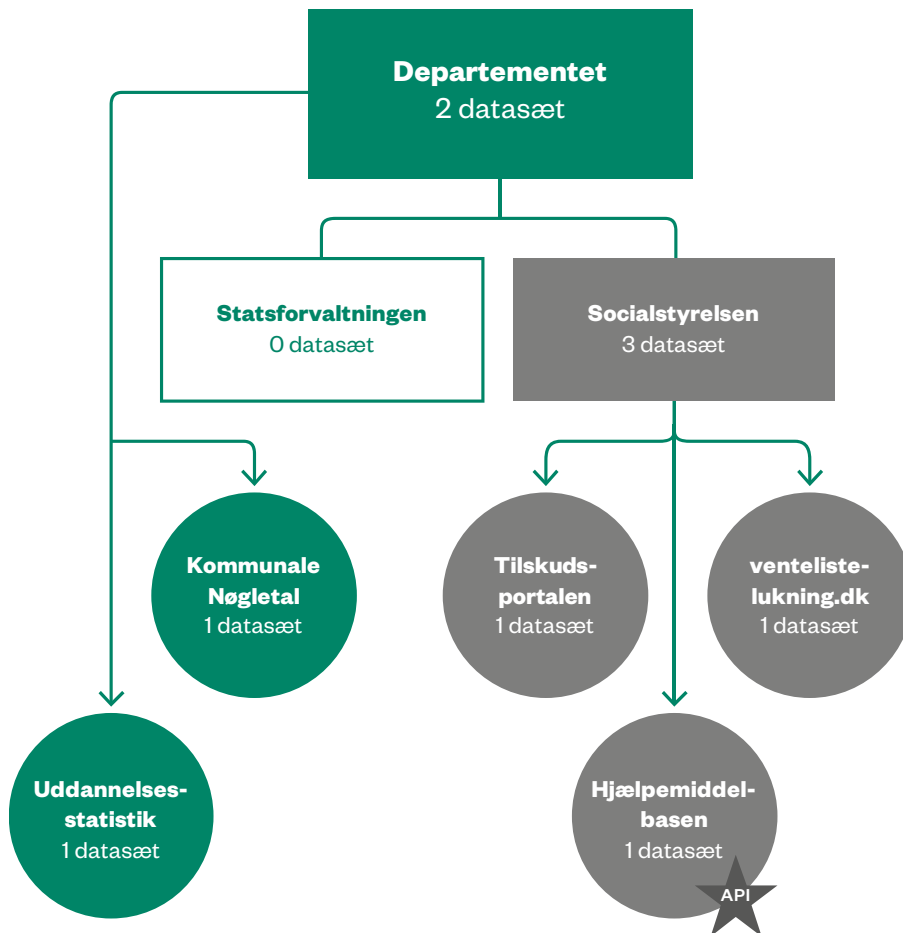 Departementet
2 datasæt
Statsforvaltningen
0 datasæt
Socialstyrelsen
3 datasæt
Kommunale
Nøgletal
1 datasæt
Tilskuds-
portalen
1 datasæt
venteliste-
lukning.dk
1 datasæt
Uddannelses-
statistik
1 datasæt
Hjælpemiddel-
basen
1 datasæt
API